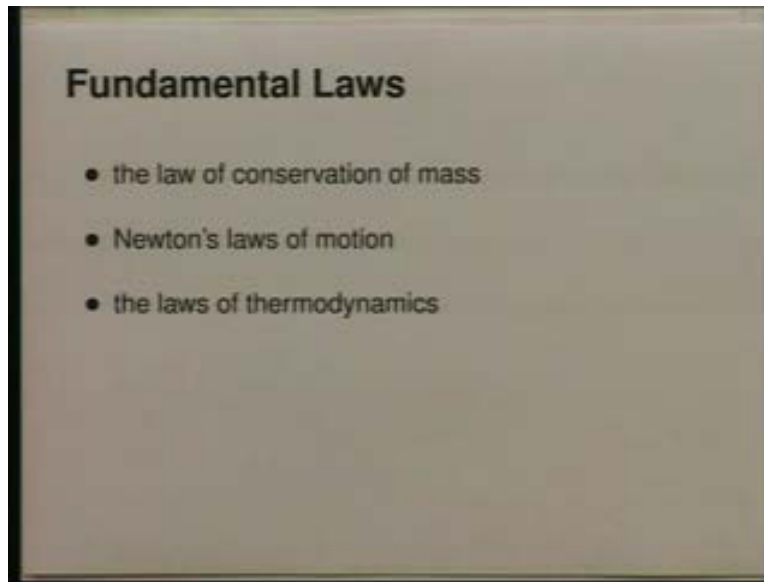 Fundamental Laws
• the law of conservation of mass
• Newton's laws of motion
• the laws of thermodynamics